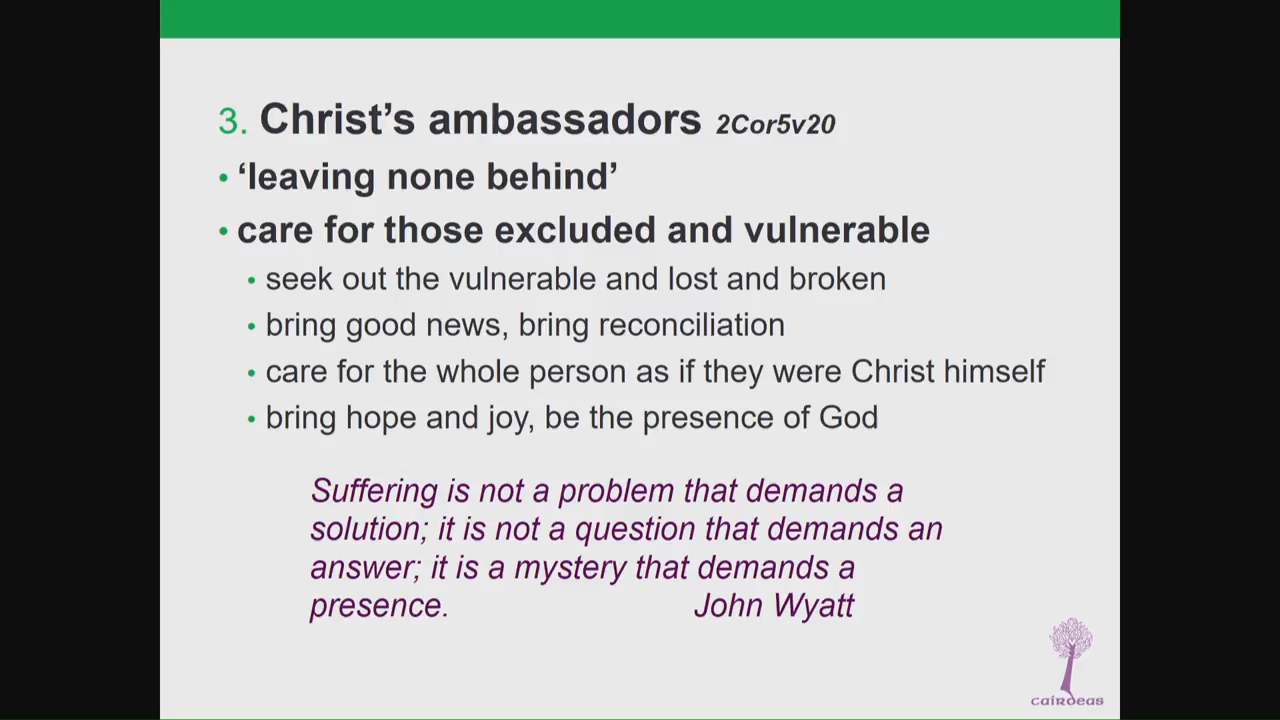 3. Christ’s ambassadors 2Cor5v20
• ‘leaving none behind’
• care for those excluded and vulnerable
• seek out the vulnerable and lost and broken
• bring good news, bring reconciliation
• care for the whole person as if they were Christ himself
• bring hope and joy, be the presence of God
Suffering is not a problem that demands a
solution; it is not a question that demands an
answer; it is a mystery that demands a
presence. John Wyatt
cairdeas